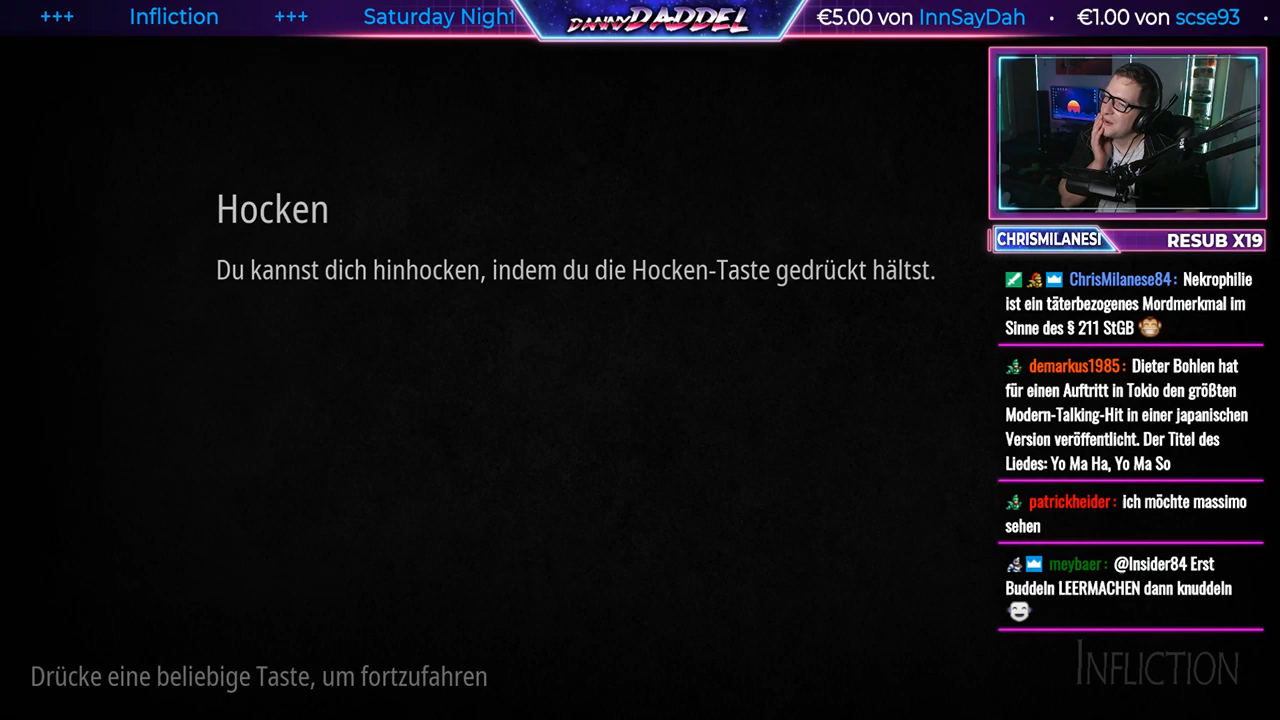 +++ Infliction +++ Saturday Night
DANNYDADDEL
€5.00 von InnSayDah • €1.00 von scse93 •
Hocken
Du kannst dich hinhocken, indem du die Hocken-Taste gedrückt hältst.
CHRISMILANESI RESUB X19
ChrisMilanese84: Nekrophilie
ist ein täterbezogenes Mordmerkmal im
Sinne des § 211 StGB
demarkus1985: Dieter Bohlen hat
für einen Auftritt in Tokio den größten
Modern-Talking-Hit in einer japanischen
Version veröffentlicht. Der Titel des
Liedes: Yo Ma Ha, Yo Ma So
patrickheider: ich möchte massimo
sehen
meybaer: @Insider84 Erst
Buddeln LEERMACHEN dann knuddeln
Drücke eine beliebige Taste, um fortzufahren
INFLICTION